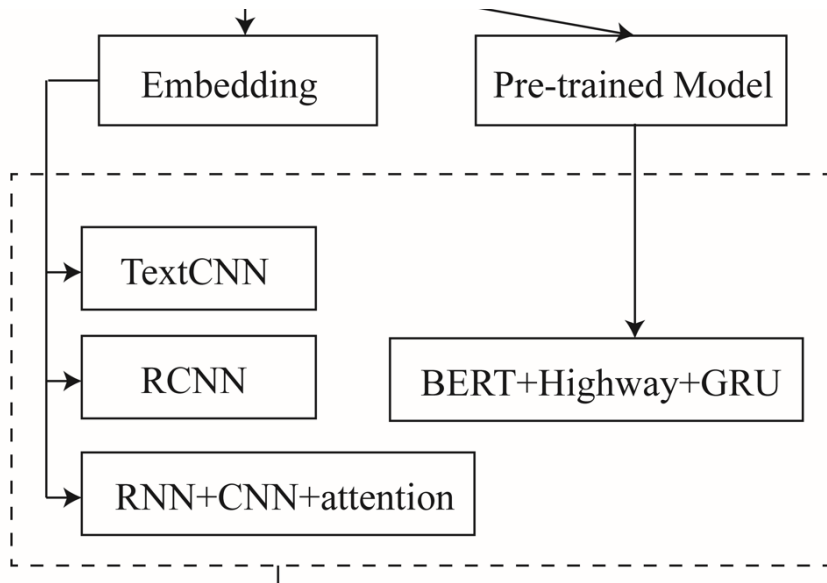 Embedding
Pre-trained Model
TextCNN
RCNN
BERT+Highway+GRU
RNN+CNN+attention